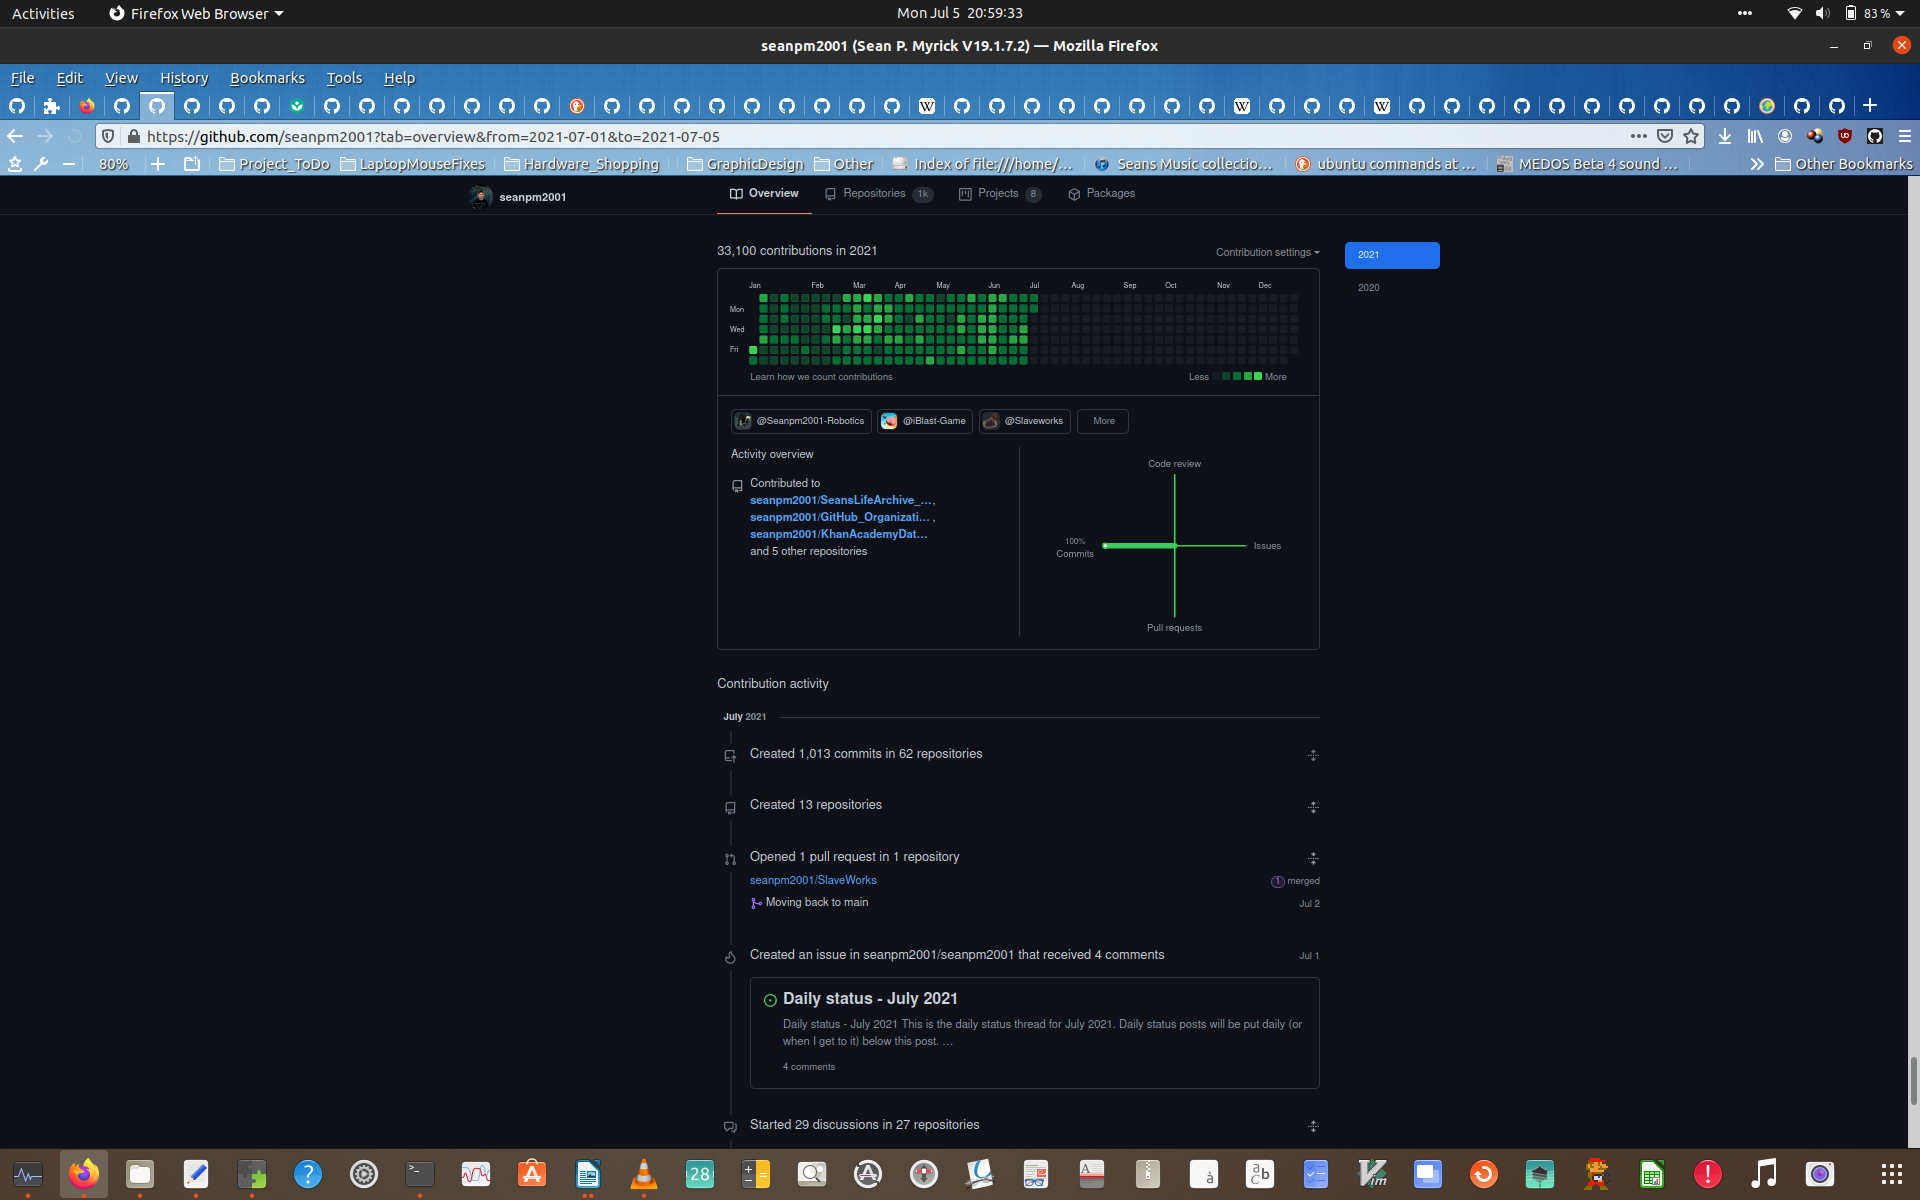 Activities
Firefox Web Browser
Mon Jul 5 20:59:33
83 %
seanpm2001 (Sean P. Myrick V19.1.7.2) — Mozilla Firefox
File Edit View History Bookmarks Tools Help
https://github.com/seanpm2001?tab=overview&from=2021-07-01&to=2021-07-05
80%
Project_ToDo
LaptopMouseFixes
Hardware_Shopping
GraphicDesign
Other
Index of file:///home/...
Seans Music collectio...
ubuntu commands at ...
MEDOS Beta 4 sound ...
Other Bookmarks
seanpm2001
Overview
Repositories 1k
Projects 8
Packages
33,100 contributions in 2021
Contribution settings
2021
2020
Jan Feb Mar Apr May Jun Jul Aug Sep Oct Nov Dec
Mon
Wed
Fri
Learn how we count contributions
Less More
@Seanpm2001-Robotics
@iBlast-Game
@Slaveworks
More
Activity overview
Contributed to
seanpm2001/SeansLifeArchive_... ,
seanpm2001/GitHub_Organizati... ,
seanpm2001/KhanAcademyDat...
and 5 other repositories
Code review
100%
Commits
Issues
Pull requests
Contribution activity
July 2021
Created 1,013 commits in 62 repositories
Created 13 repositories
Opened 1 pull request in 1 repository
seanpm2001/SlaveWorks
1 merged
Moving back to main
Jul 2
Created an issue in seanpm2001/seanpm2001 that received 4 comments
Jul 1
Daily status - July 2021
Daily status - July 2021 This is the daily status thread for July 2021. Daily status posts will be put daily (or
when I get to it) below this post. ...
4 comments
Started 29 discussions in 27 repositories
28